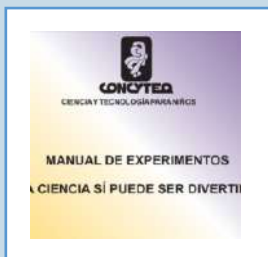 CONCYTEQ
CIENCIA Y TECNOLOGÍA PARA NIÑOS
MANUAL DE EXPERIMENTOS
CIENCIA SÍ PUEDE SER DIVERTI